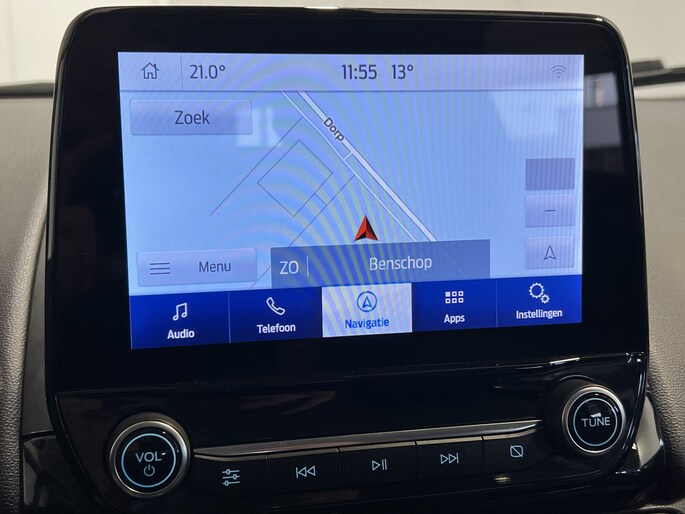 21.0° 11:55 13°
Zoek
Dorp
Menu
ZO | Benschop
Audio Telefoon Navigatie Apps Instellingen
VOL
TUNE